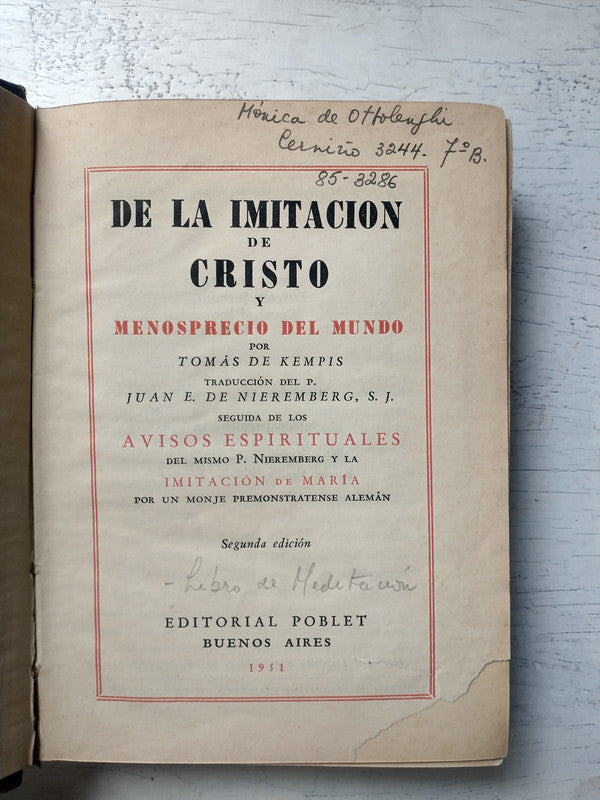 Mónica de Ottolenghi
Cerviño 3244. 7º B.
85-3286
DE LA IMITACION
DE
CRISTO
Y
MENOSPRECIO DEL MUNDO
POR
TOMÁS DE KEMPIS
TRADUCCIÓN DEL P.
JUAN E. DE NIEREMBERG, S. J.
SEGUIDA DE LOS
AVISOS ESPIRITUALES
DEL MISMO P. NIEREMBERG Y LA
IMITACIÓN DE MARÍA
POR UN MONJE PREMONSTRATENSE ALEMÁN
Segunda edición
- Libro de Meditación
EDITORIAL POBLET
BUENOS AIRES
1951